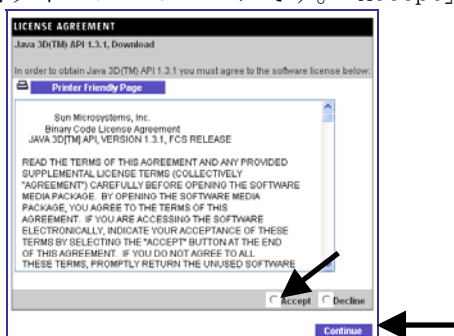 LICENSE AGREEMENT
Java 3D(TM) API 1.3.1, Download
In order to obtain Java 3D(TM) API 1.3.1 you must agree to the software license below:
Printer Friendly Page
Sun Microsystems, Inc.
Binary Code License Agreement
JAVA 3D(TM) API, VERSION 1.3.1, FCS RELEASE
READ THE TERMS OF THIS AGREEMENT AND ANY PROVIDED
SUPPLEMENTAL LICENSE TERMS (COLLECTIVELY
"AGREEMENT") CAREFULLY BEFORE OPENING THE SOFTWARE
MEDIA PACKAGE. BY OPENING THE SOFTWARE MEDIA
PACKAGE, YOU AGREE TO THE TERMS OF THIS
AGREEMENT. IF YOU ARE ACCESSING THE SOFTWARE
ELECTRONICALLY, INDICATE YOUR ACCEPTANCE OF THESE
TERMS BY SELECTING THE "ACCEPT" BUTTON AT THE END
OF THIS AGREEMENT. IF YOU DO NOT AGREE TO ALL
THESE TERMS, PROMPTLY RETURN THE UNUSED SOFTWARE
Accept Decline
Continue